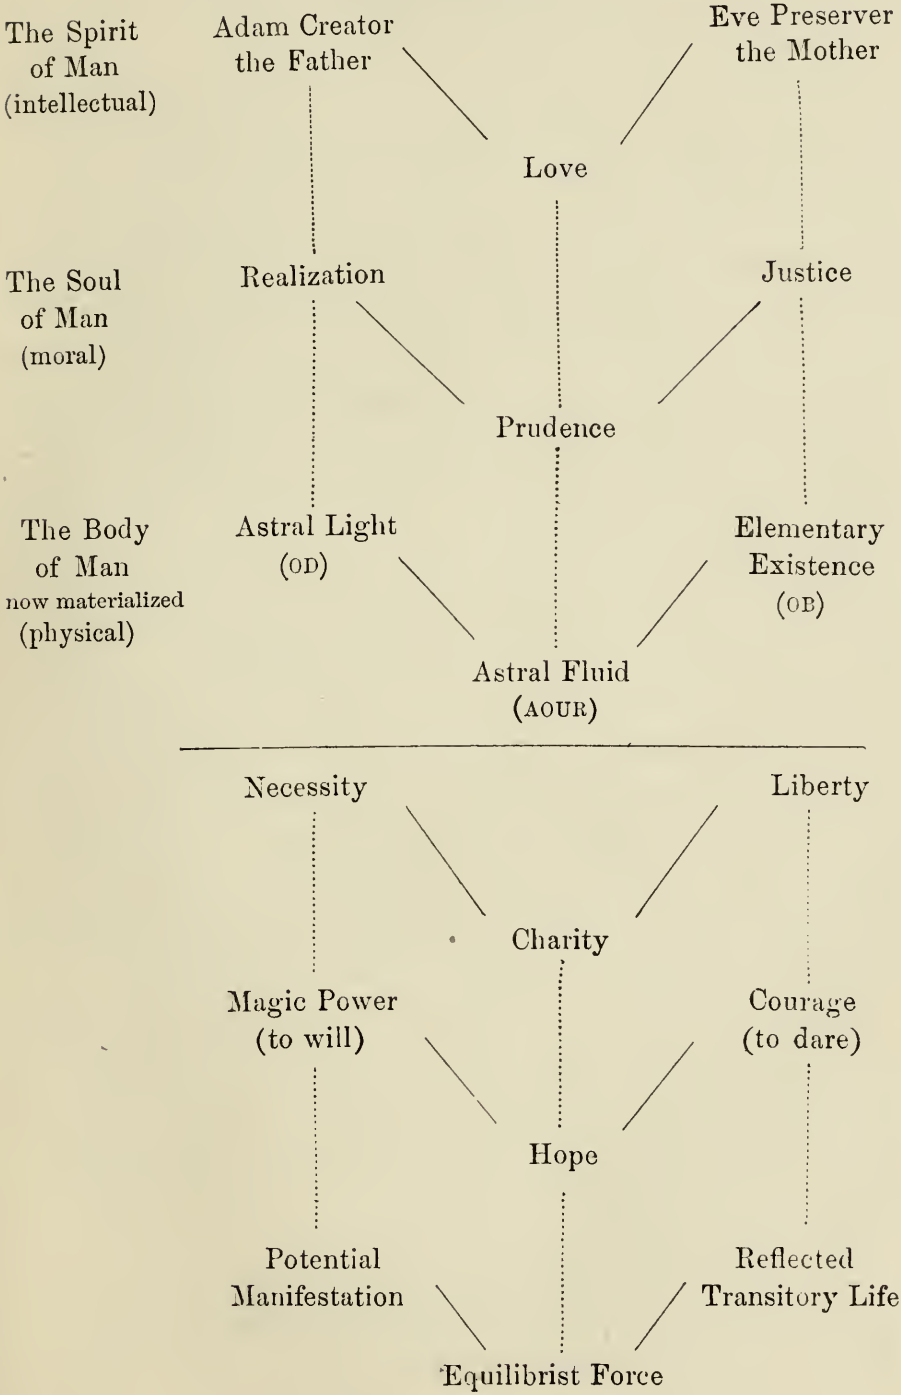 The Spirit
of Man
(intellectual)
Adam Creator
the Father
Eve Preserver
the Mother
Love
The Soul
of Man
(moral)
Realization
Justice
Prudence
The Body
of Man
now materialized
(physical)
Astral Light
(OD)
Elementary
Existence
(OB)
Astral Fluid
(AOUR)
Necessity
Liberty
Charity
Magic Power
(to will)
Courage
(to dare)
Hope
Potential
Manifestation
Reflected
Transitory Life
Equilibrist Force